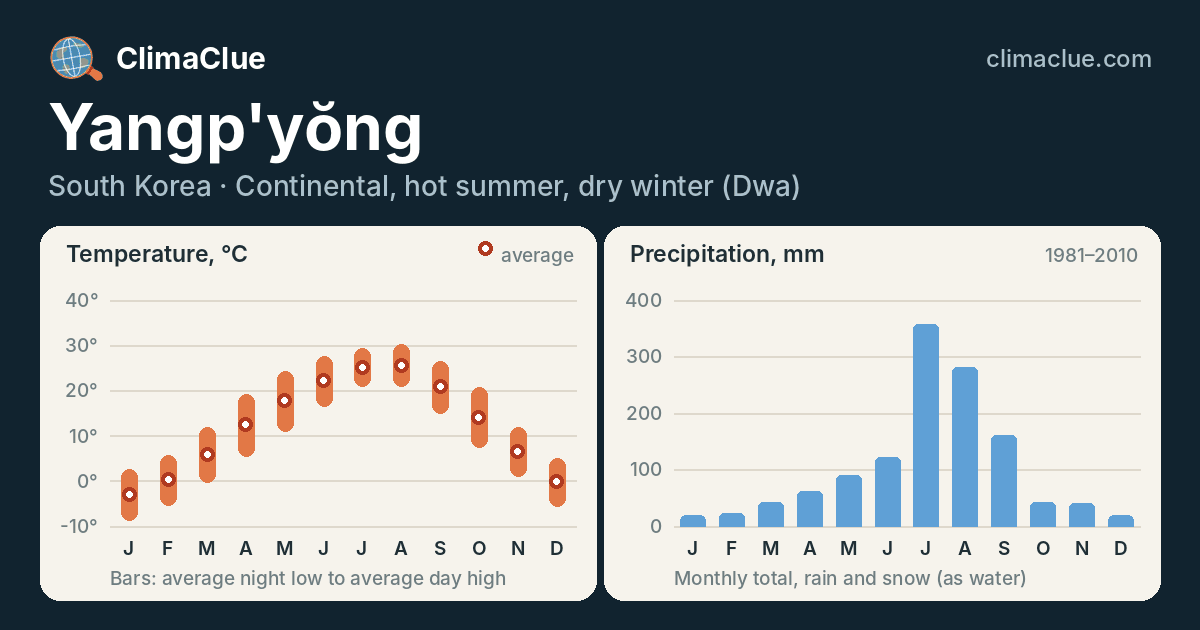 ClimaClue
climaclue.com
Yangp'yŏng
South Korea · Continental, hot summer, dry winter (Dwa)
Temperature, °C
average
40°
30°
20°
10°
0°
-10°
J F M A M J J A S O N D
Bars: average night low to average day high
Precipitation, mm
1981–2010
400
300
200
100
0
J F M A M J J A S O N D
Monthly total, rain and snow (as water)